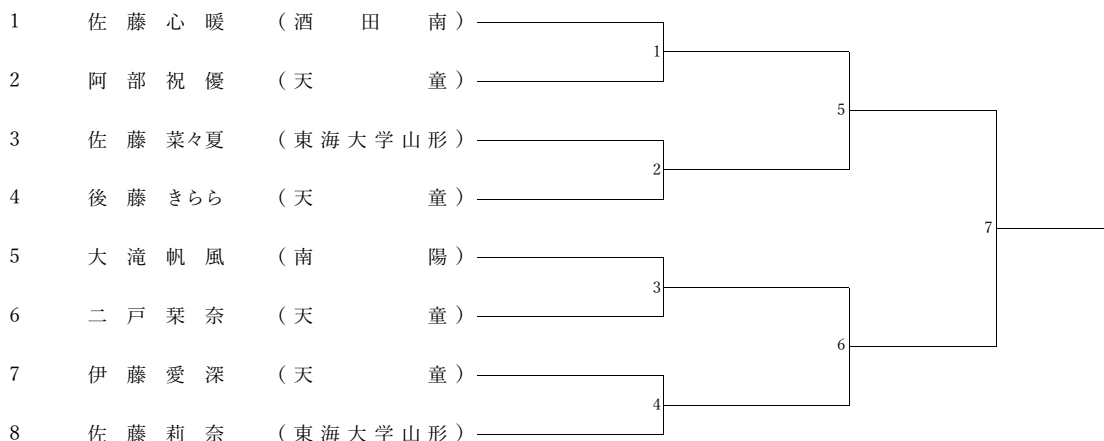 1 佐藤心暖 (酒田南)
1
2 阿部祝優 (天童)
5
3 佐藤菜々夏 (東海大学山形)
2
4 後藤きらら (天童)
7
5 大滝帆風 (南陽)
3
6 二戸栞奈 (天童)
6
7 伊藤愛深 (天童)
4
8 佐藤莉奈 (東海大学山形)